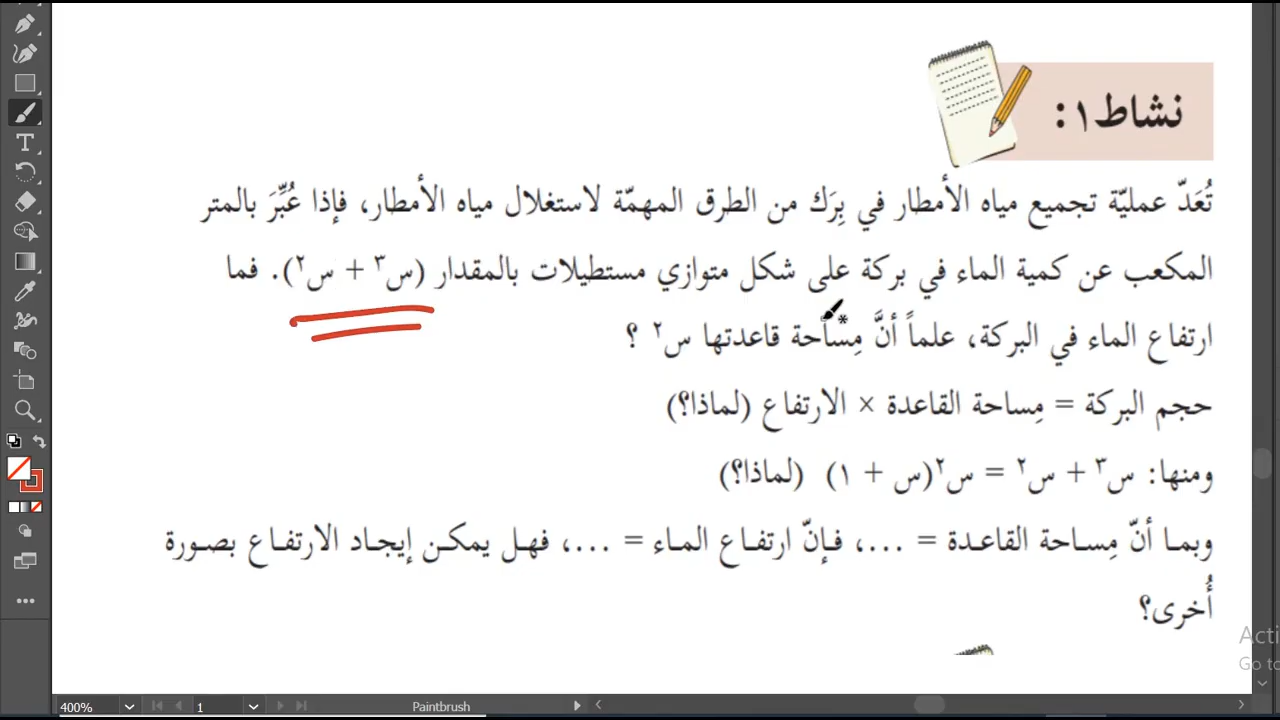 نشاط ١:
تُعَدّ عمليّة تجميع مياه الأمطار في بِرَك من الطرق المهمّة لاستغلال مياه الأمطار، فإذا عُبِّرَ بالمتر
المكعب عن كمية الماء في بركة على شكل متوازي مستطيلات بالمقدار (س٣ + س٢). فما
ارتفاع الماء في البركة، علماً أنَّ مِساحة قاعدتها س٢ ؟
حجم البركة = مِساحة القاعدة × الارتفاع (لماذا؟)
ومنها: س٣ + س٢ = س٢(س + ١) (لماذا؟)
وبما أنّ مِساحة القاعدة = ...، فإنّ ارتفاع الماء = ...، فهل يمكن إيجاد الارتفاع بصورة
أُخرى؟
Acti
Go to
400%
1
Paintbrush